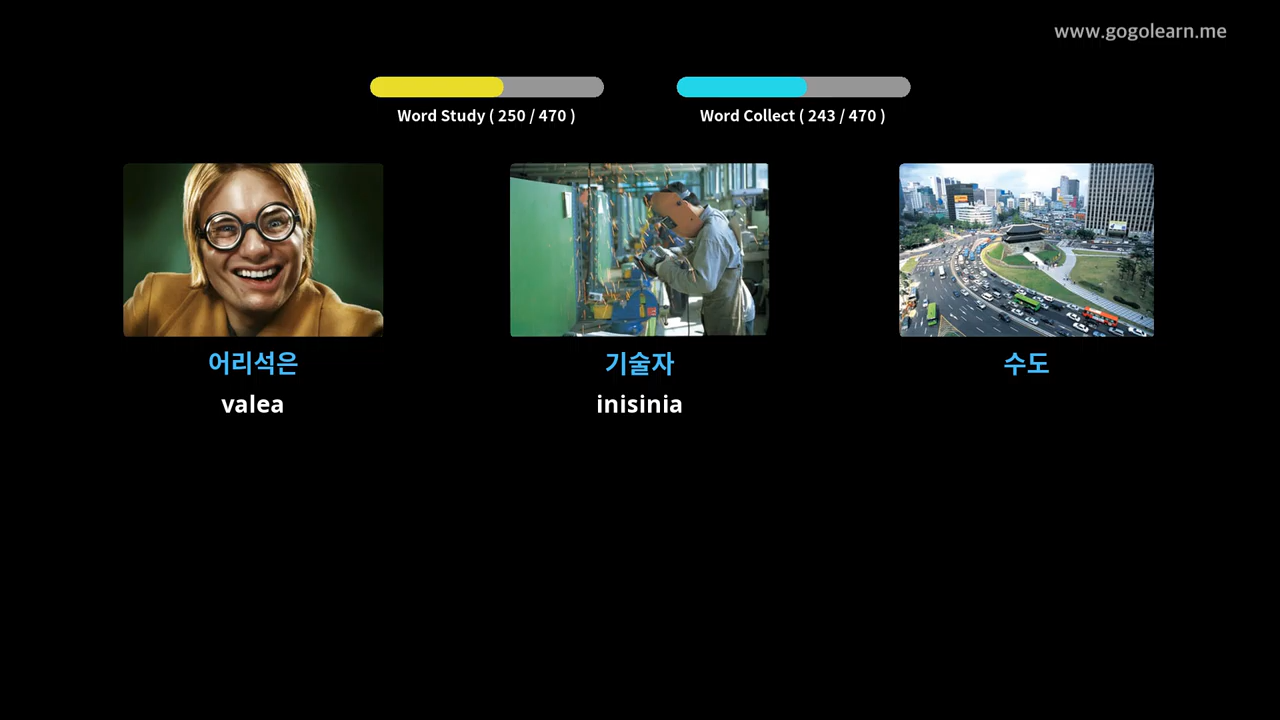 www.gogolearn.me
Word Study ( 250 / 470 )
Word Collect ( 243 / 470 )
어리석은
기술자
수도
valea
inisinia